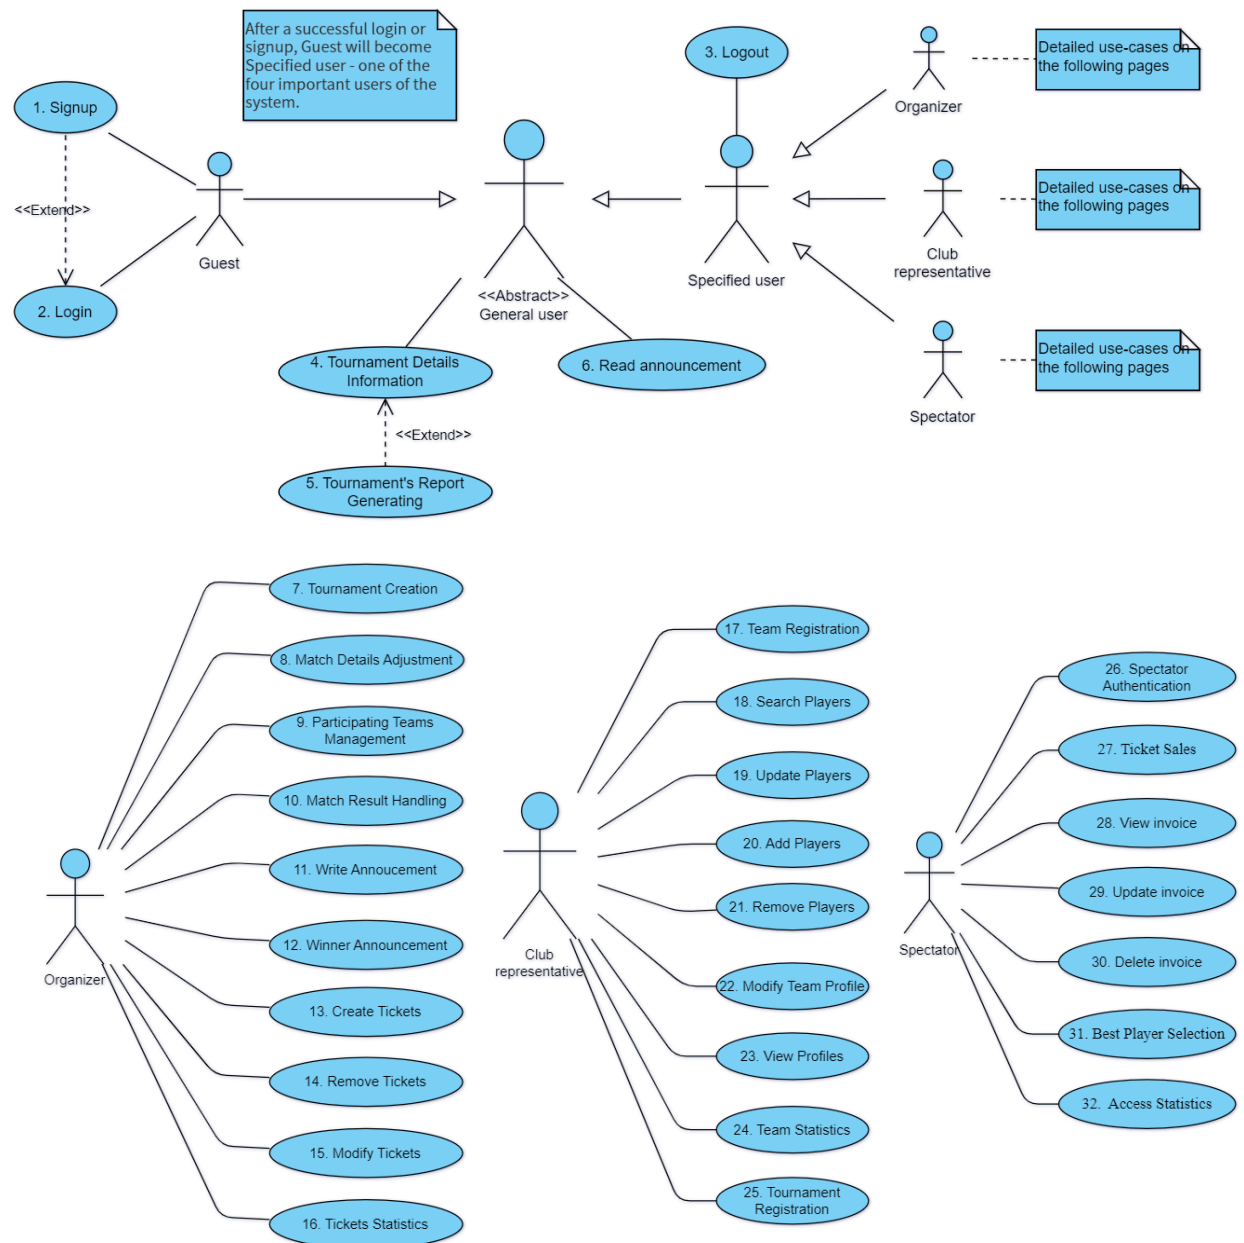 After a successful login or
signup, Guest will become
Specified user - one of the
four important users of the
system.
3. Logout
Organizer
Detailed use-cases on
the following pages
1. Signup
<<Extend>>
2. Login
Guest
<<Abstract>>
General user
Specified user
Club
representative
Detailed use-cases on
the following pages
Spectator
Detailed use-cases on
the following pages
4. Tournament Details
Information
6. Read announcement
<<Extend>>
5. Tournament's Report
Generating
Organizer
7. Tournament Creation
8. Match Details Adjustment
9. Participating Teams
Management
10. Match Result Handling
11. Write Annoucement
12. Winner Announcement
13. Create Tickets
14. Remove Tickets
15. Modify Tickets
16. Tickets Statistics
Club
representative
17. Team Registration
18. Search Players
19. Update Players
20. Add Players
21. Remove Players
22. Modify Team Profile
23. View Profiles
24. Team Statistics
25. Tournament
Registration
Spectator
26. Spectator
Authentication
27. Ticket Sales
28. View invoice
29. Update invoice
30. Delete invoice
31. Best Player Selection
32. Access Statistics